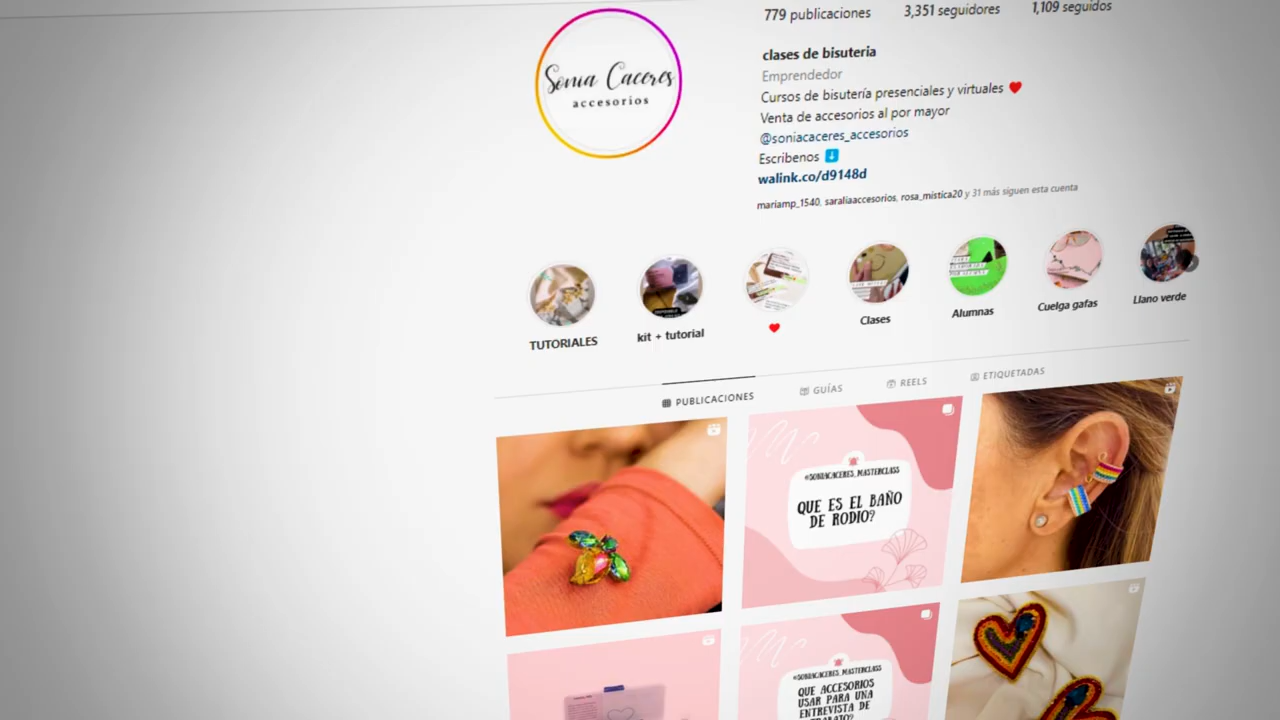 779 publicaciones 3,351 seguidores 1,109 seguidos
Sonia Caceres
accesorios
clases de bisuteria
Emprendedor
Cursos de bisutería presenciales y virtuales ❤️
Venta de accesorios al por mayor
@soniacaceres_accesorios
Escribenos ⬇️
walink.co/d9148d
mariamp_1540, saraliaaccesorios, rosa_mistica20 y 31 más siguen esta cuenta
TUTORIALES
kit + tutorial
❤️
Clases
Alumnas
Cuelga gafas
Llano verde
PUBLICACIONES
GUÍAS
REELS
ETIQUETADAS
@SONIACACERES_MASTERCLASS
QUE ES EL BAÑO
DE RODIO?
@SONIACACERES_MASTERCLASS
QUE ACCESORIOS
USAR PARA UNA
ENTREVISTA DE
TRABAJO?